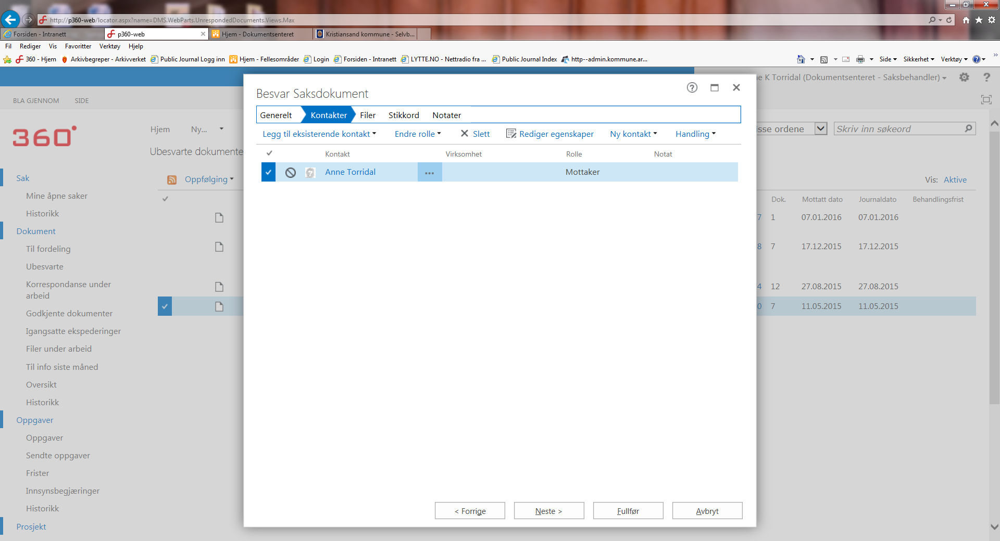 http://p360-web/locator.aspx?name=DMS.WebParts.UnrespondedDocuments.Views.Max
Forsiden - Intranett
p360-web
Hjem - Dokumentsenteret
Kristiansand kommune - Selvb...
Fil Rediger Vis Favoritter Verktøy Hjelp
360 - Hjem Arkivbegreper - Arkivverket Public Journal Logg inn Hjem - Fellesområder Login Forsiden - Intranett LYTTE.NO - Nettradio fra ... Public Journal Index http--admin.kommune.ar... Side Sikkerhet Verktøy
K Torridal (Dokumentsenteret - Saksbehandler)
BLA GJENNOM SIDE
360°
Hjem Ny...
Ubesvarte dokumente
Oppfølging
Sak
Mine åpne saker
Historikk
Dokument
Til fordeling
Ubesvarte
Korrespondanse under
arbeid
Godkjente dokumenter
Igangsatte ekspederinger
Filer under arbeid
Til info siste måned
Oversikt
Historikk
Oppgaver
Oppgaver
Sendte oppgaver
Frister
Innsynsbegjæringer
Historikk
Prosjekt
Besvar Saksdokument
Generelt Kontakter Filer Stikkord Notater
Legg til eksisterende kontakt Endre rolle Slett Rediger egenskaper Ny kontakt Handling
Kontakt Virksomhet Rolle Notat
Anne Torridal ... Mottaker
< Forrige Neste > Fullfør Avbryt
isse ordene Skriv inn søkeord
Vis: Aktive
Dok. Mottatt dato Journaldato Behandlingsfrist
7 1 07.01.2016 07.01.2016
8 7 17.12.2015 17.12.2015
4 12 27.08.2015 27.08.2015
0 7 11.05.2015 11.05.2015